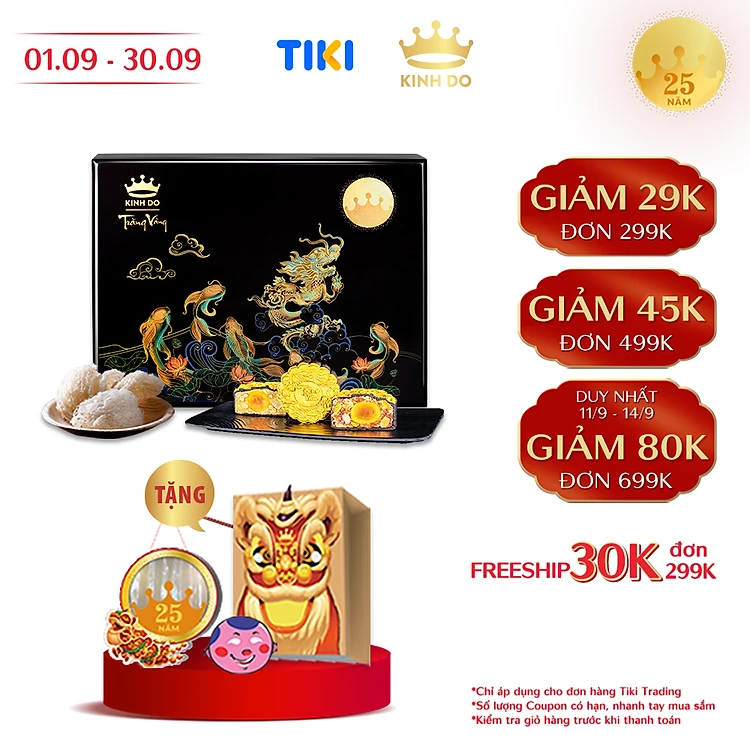 01.09 - 30.09
TIKI
KINH DO
25
NĂM
KINH DO
Trăng Vàng
GIẢM 29K
ĐƠN 299K
GIẢM 45K
ĐƠN 499K
DUY NHẤT
11/9 - 14/9
GIẢM 80K
ĐƠN 699K
TẶNG
25
NĂM
FREESHIP 30K đơn
299K
*Chỉ áp dụng cho đơn hàng Tiki Trading
*Số lượng Coupon có hạn, nhanh tay mua sắm
*Kiểm tra giỏ hàng trước khi thanh toán